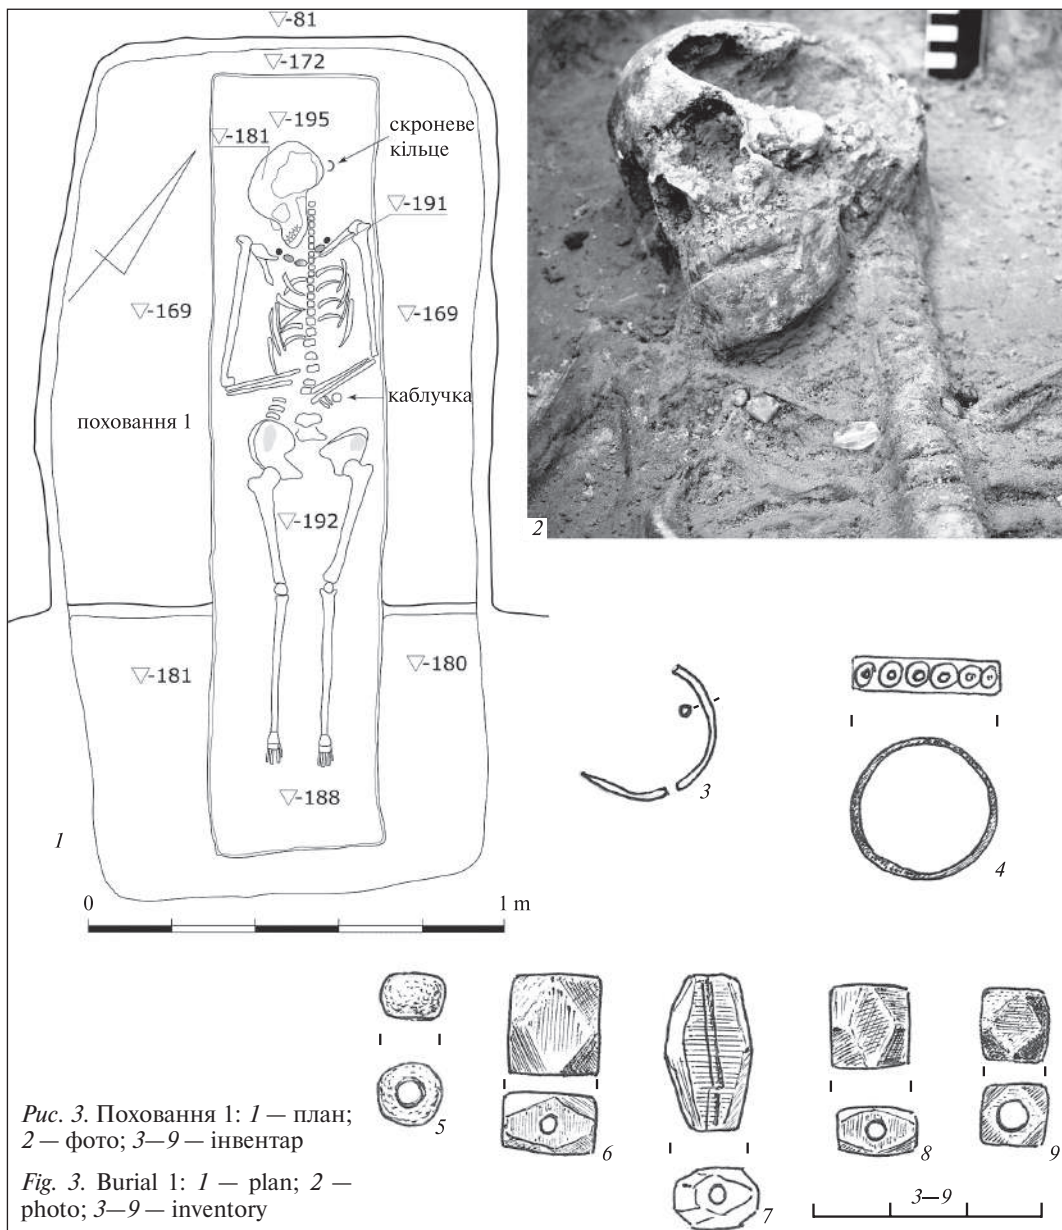 ▽-81
▽-172
▽-195
▽-181
скроневе
кільце
▽-191
▽-169
▽-169
каблучка
поховання 1
▽-192
2
▽-181
▽-180
3
▽-188
1
4
0
1 m
5
6
7
8
9
3—9
Рис. 3. Поховання 1: 1 — план;
2 — фото; 3—9 — інвентар
Fig. 3. Burial 1: 1 — plan; 2 —
photo; 3—9 — inventory